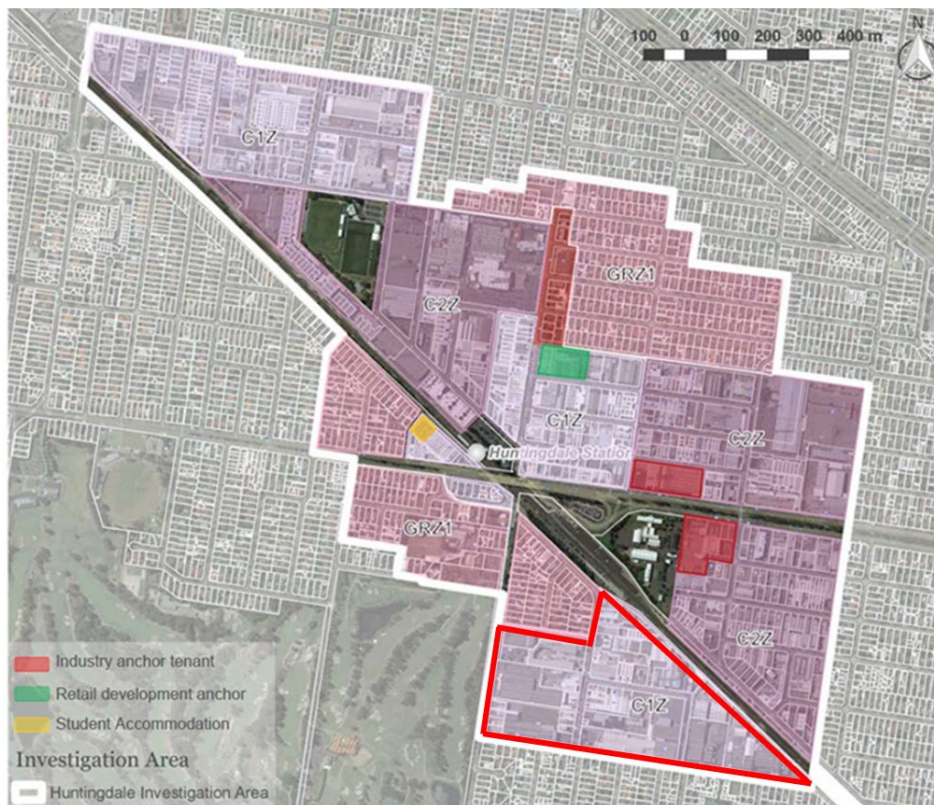 N
100 0 100 200 300 400 m
C1Z
GRZ1
C2Z
C1Z
C2Z
Huntingdale Station
GRZ1
C2Z
C1Z
Industry anchor tenant
Retail development anchor
Student Accommodation
Investigation Area
Huntingdale Investigation Area